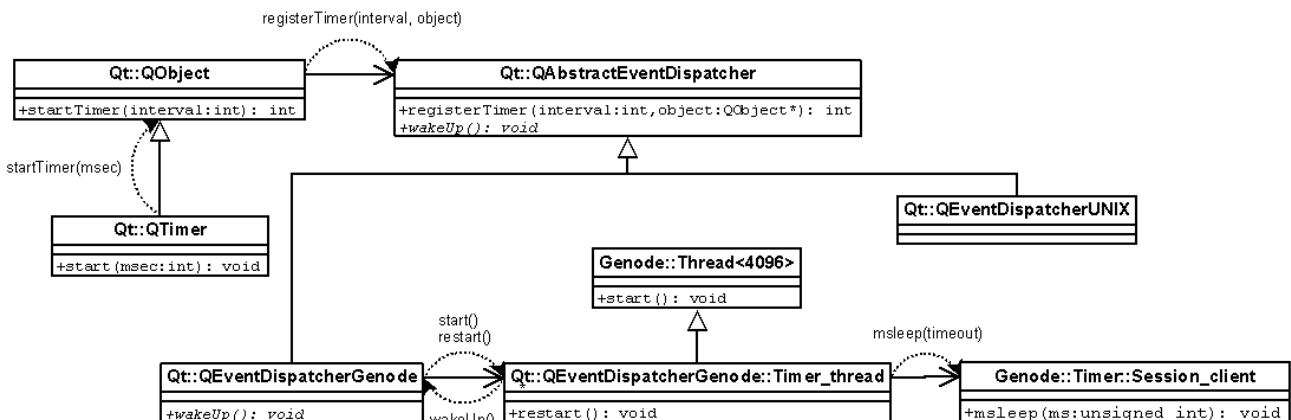 registerTimer(interval, object)
Qt::QObject
+startTimer(interval:int): int
Qt::QAbstractEventDispatcher
+registerTimer(interval:int,object:QObject*): int
+wakeUp(): void
startTimer(msec)
Qt::QTimer
+start(msec:int): void
Qt::QEventDispatcherUNIX
Genode::Thread<4096>
+start(): void
start()
restart()
msleep(timeout)
Qt::QEventDispatcherGenode
+wakeUp(): void
wakeUp()
*
Qt::QEventDispatcherGenode::Timer_thread
+restart(): void
Genode::Timer::Session_client
+msleep(ms:unsigned int): void